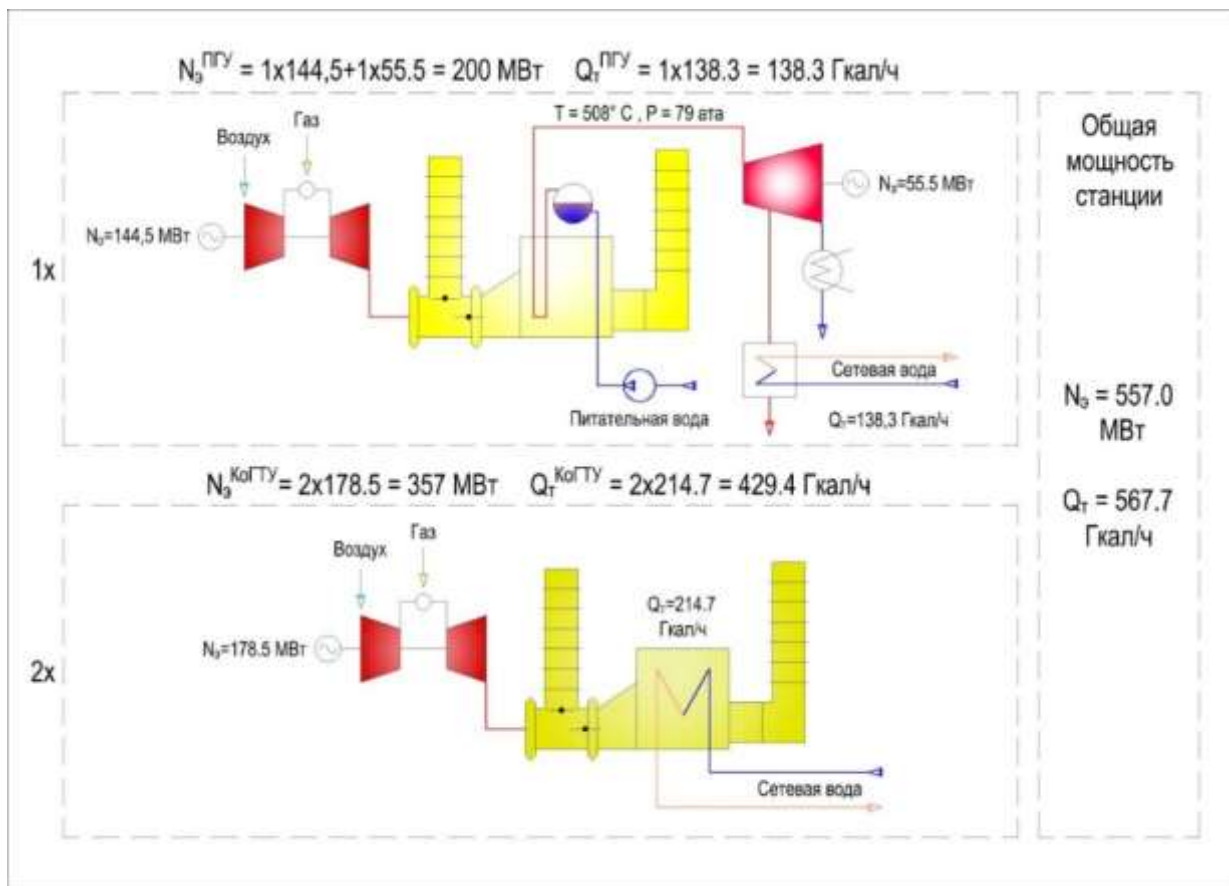 Nэ^ПГУ = 1x144,5+1x55.5 = 200 МВт Qт^ПГУ = 1x138.3 = 138.3 Гкал/ч
T = 508° C , P = 79 ата
Газ
Воздух
Nэ=144,5 МВт
Nэ=55.5 МВт
1x
Сетевая вода
Питательная вода
Qт=138,3 Гкал/ч
Nэ^КоГТУ = 2x178.5 = 357 МВт Qт^КоГТУ = 2x214.7 = 429.4 Гкал/ч
Газ
Воздух
Qт=214.7
Гкал/ч
Nэ=178.5 МВт
2x
Сетевая вода
Общая
мощность
станции
Nэ = 557.0
МВт
Qт = 567.7
Гкал/ч